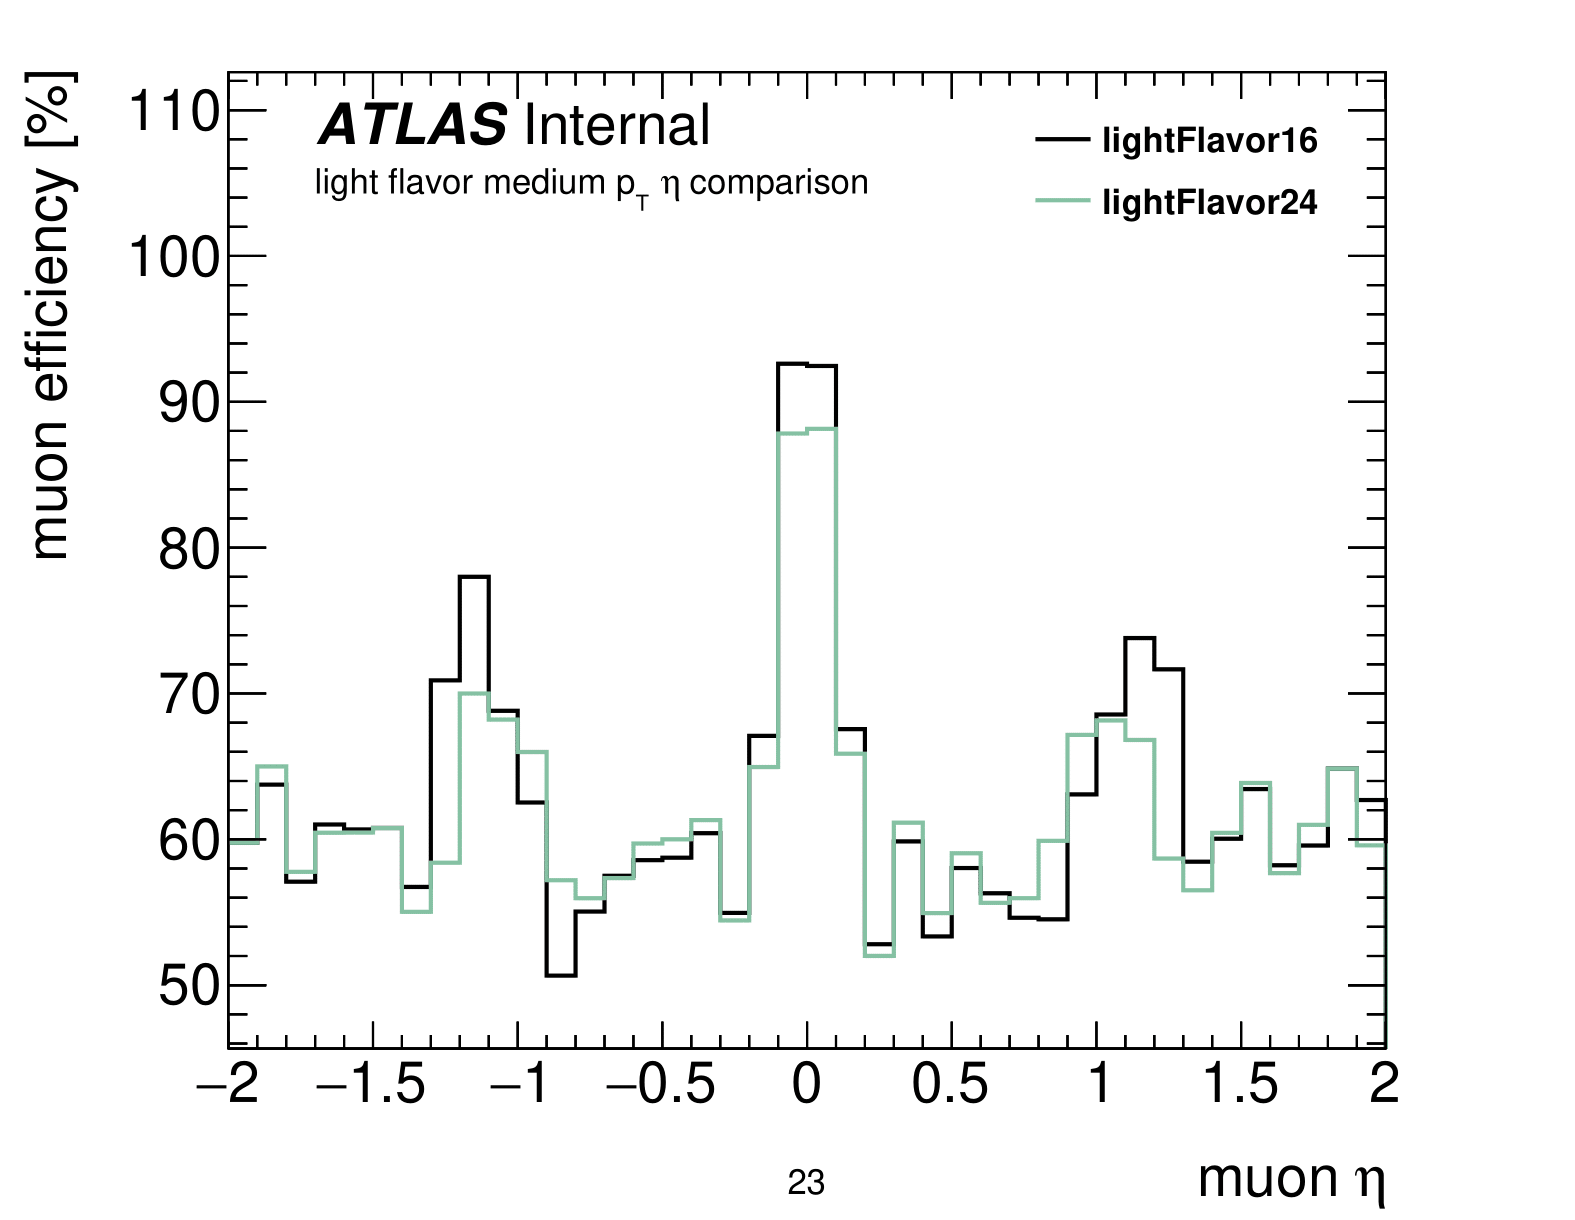 muon efficiency [%]
110
100
90
80
70
60
50
ATLAS Internal
light flavor medium pT η comparison
lightFlavor16
lightFlavor24
−2 −1.5 −1 −0.5 0 0.5 1 1.5 2
muon η
23